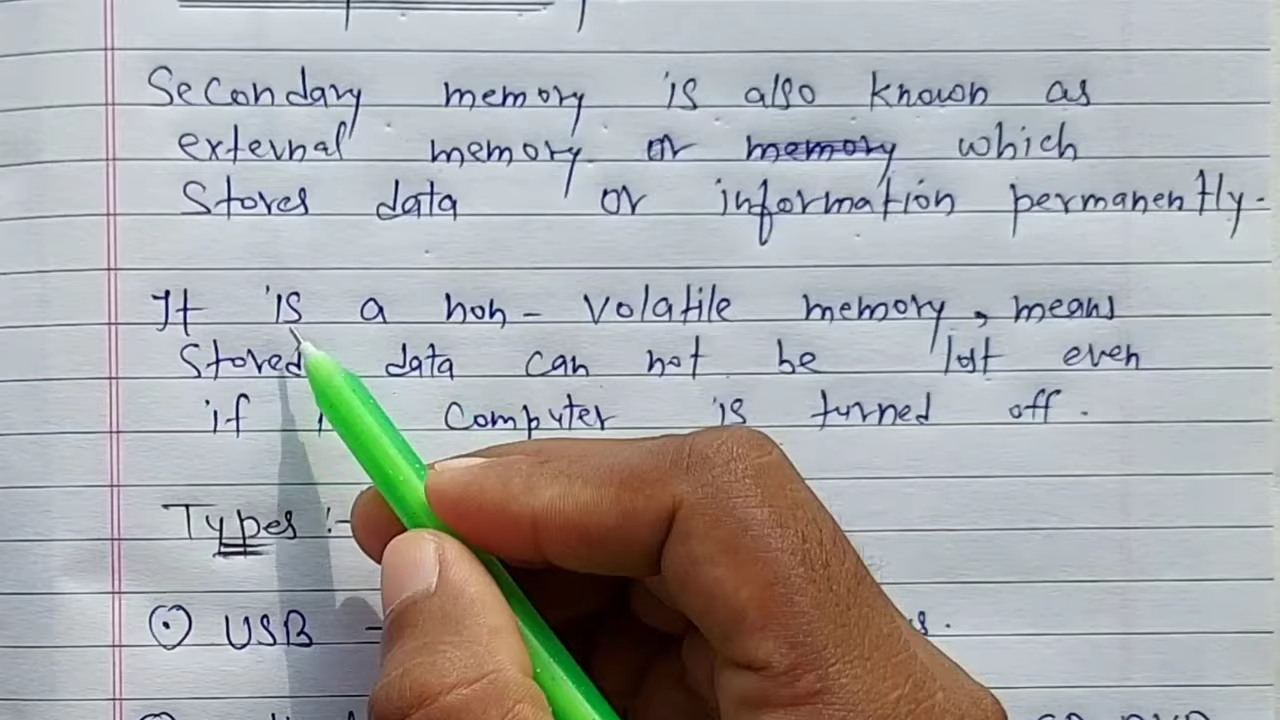 Secondary memory is also known as
external memory or memory which
Stores data or information permanently.
It is a non-volatile memory, means
Stored data can not be lost even
if computer is turned off.
Types :-
USB -